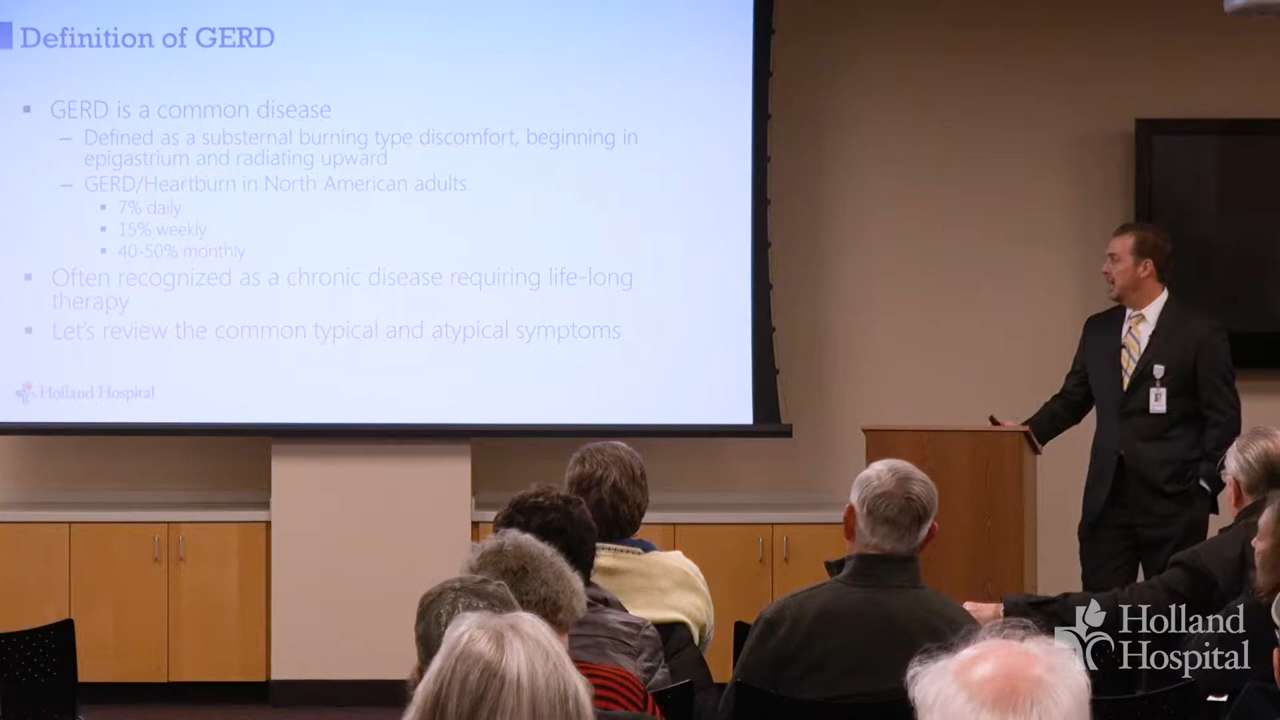 Definition of GERD
GERD is a common disease
– Defined as a substernal burning type discomfort, beginning in
epigastrium and radiating upward
– GERD/Heartburn in North American adults
7% daily
15% weekly
40-50% monthly
Often recognized as a chronic disease requiring life-long
therapy
Let's review the common typical and atypical symptoms
Holland Hospital
Holland
Hospital